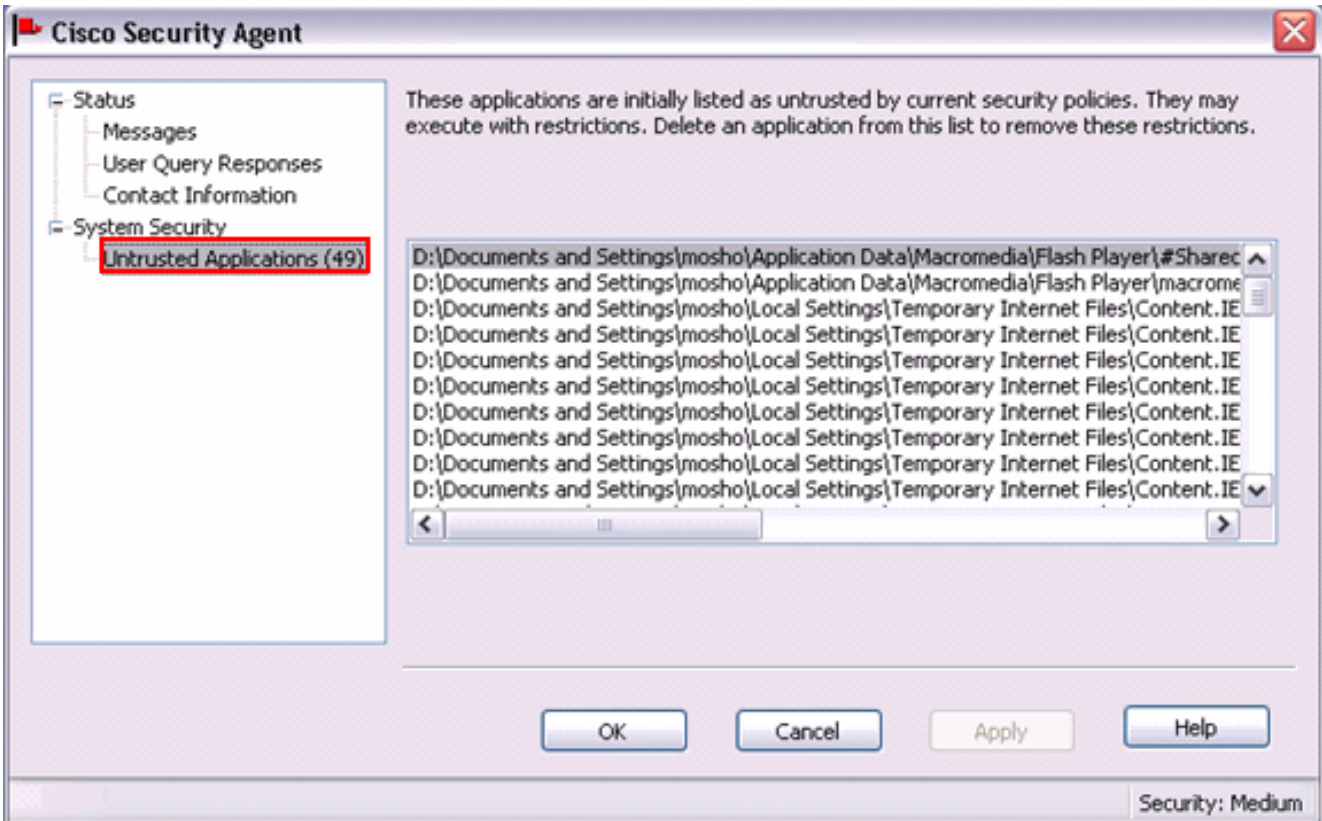 Cisco Security Agent
Status
Messages
User Query Responses
Contact Information
System Security
Untrusted Applications (49)
These applications are initially listed as untrusted by current security policies. They may
execute with restrictions. Delete an application from this list to remove these restrictions.
D:\Documents and Settings\mosho\Application Data\Macromedia\Flash Player\#Sharec
D:\Documents and Settings\mosho\Application Data\Macromedia\Flash Player\macrome
D:\Documents and Settings\mosho\Local Settings\Temporary Internet Files\Content.IE
D:\Documents and Settings\mosho\Local Settings\Temporary Internet Files\Content.IE
D:\Documents and Settings\mosho\Local Settings\Temporary Internet Files\Content.IE
D:\Documents and Settings\mosho\Local Settings\Temporary Internet Files\Content.IE
D:\Documents and Settings\mosho\Local Settings\Temporary Internet Files\Content.IE
D:\Documents and Settings\mosho\Local Settings\Temporary Internet Files\Content.IE
D:\Documents and Settings\mosho\Local Settings\Temporary Internet Files\Content.IE
D:\Documents and Settings\mosho\Local Settings\Temporary Internet Files\Content.IE
OK
Cancel
Apply
Help
Security: Medium